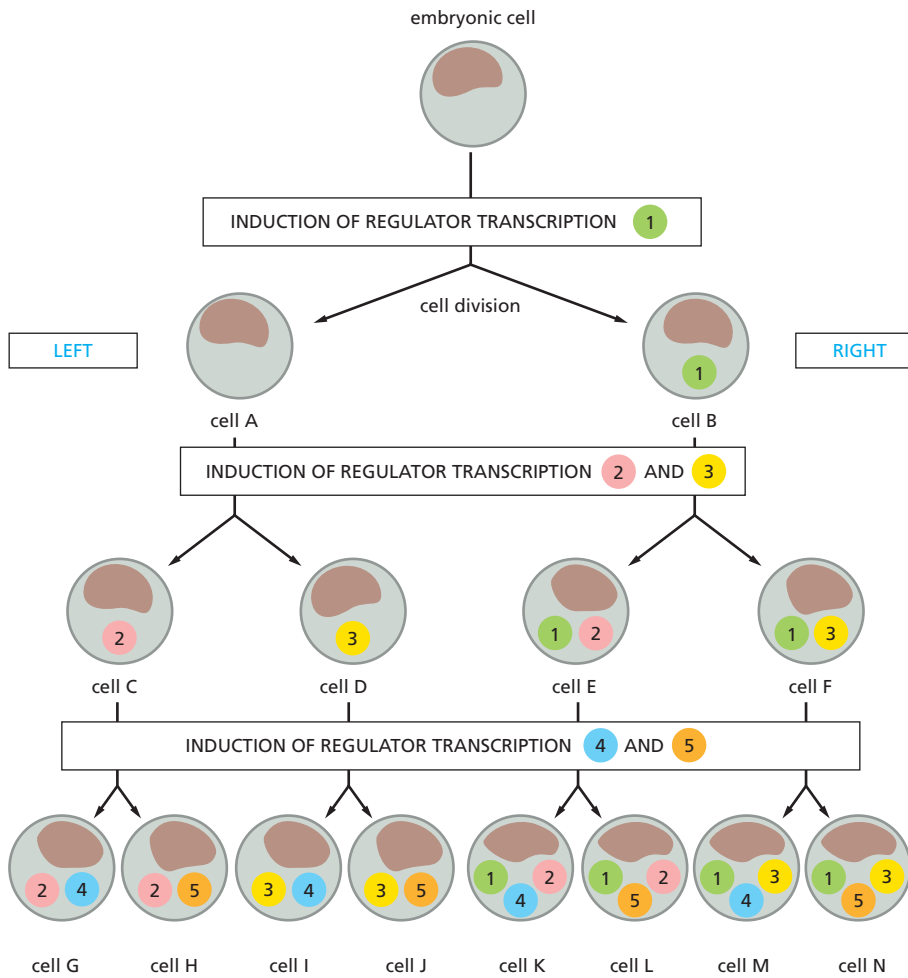 embryonic cell
INDUCTION OF REGULATOR TRANSCRIPTION 1
cell division
LEFT
RIGHT
1
cell A
cell B
INDUCTION OF REGULATOR TRANSCRIPTION 2 AND 3
2
3
1 2
1 3
cell C
cell D
cell E
cell F
INDUCTION OF REGULATOR TRANSCRIPTION 4 AND 5
2 4
2 5
3 4
3 5
1 2
4
1 2
5
1 3
4
1 3
5
cell G
cell H
cell I
cell J
cell K
cell L
cell M
cell N